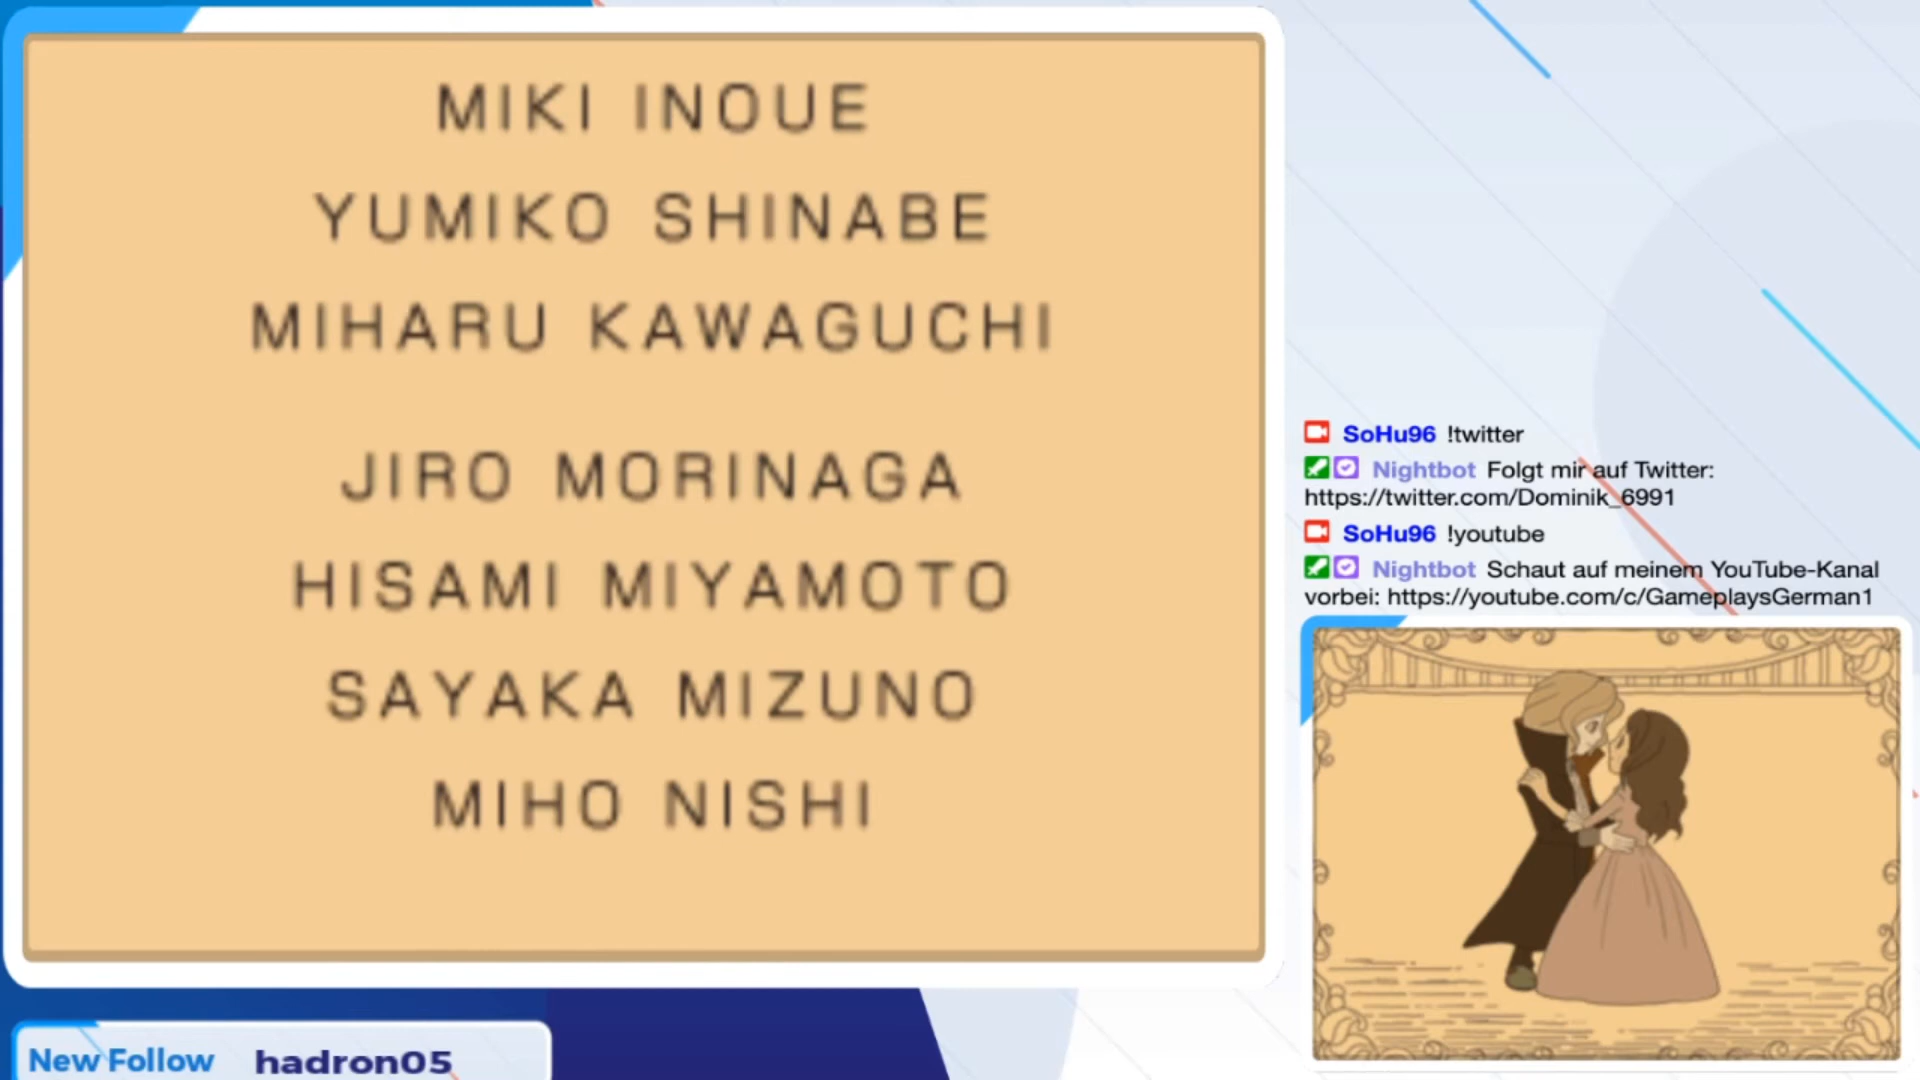 MIKI INOUE
YUMIKO SHINABE
MIHARU KAWAGUCHI
JIRO MORINAGA
HISAMI MIYAMOTO
SAYAKA MIZUNO
MIHO NISHI
SoHu96 !twitter
Nightbot Folgt mir auf Twitter:
https://twitter.com/Dominik_6991
SoHu96 !youtube
Nightbot Schaut auf meinem YouTube-Kanal
vorbei: https://youtube.com/c/GameplaysGerman1
New Follow hadron05